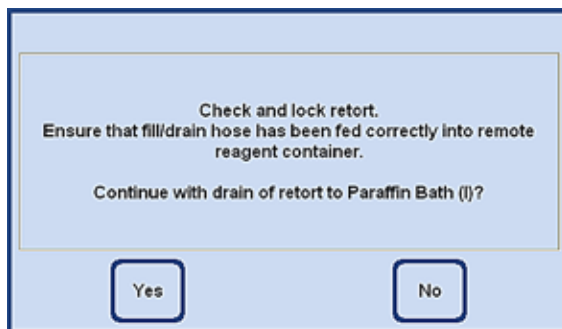 Check and lock retort.
Ensure that fill/drain hose has been fed correctly into remote
reagent container.
Continue with drain of retort to Paraffin Bath (I)?
Yes
No